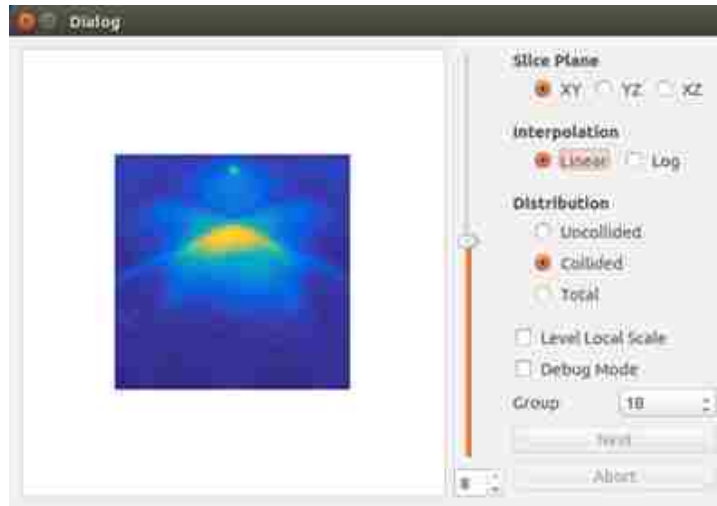 Dialog
Slice Plane
XY YZ XZ
Interpolation
Linear Log
Distribution
Uncollided
Collided
Total
Level Local Scale
Debug Mode
Group 18
Next
8
Abort